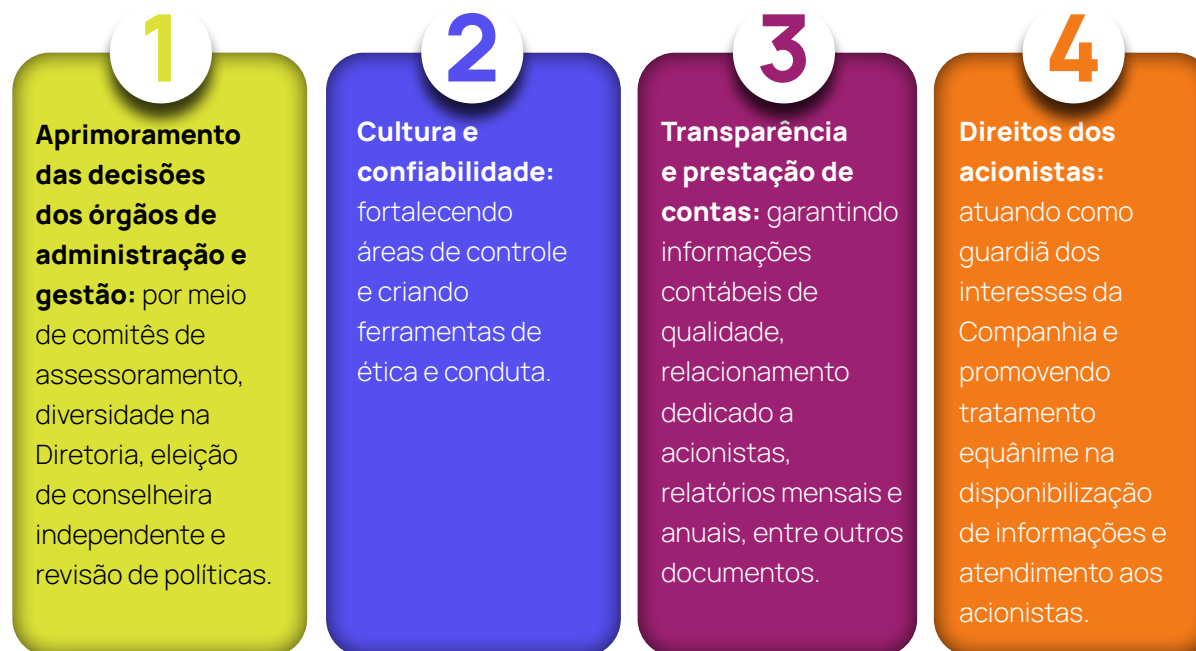 1
Aprimoramento
das decisões
dos órgãos de
administração e
gestão: por meio
de comitês de
assessoramento,
diversidade na
Diretoria, eleição
de conselheira
independente e
revisão de políticas.
2
Cultura e
confiabilidade:
fortalecendo
áreas de controle
e criando
ferramentas de
ética e conduta.
3
Transparência
e prestação de
contas: garantindo
informações
contábeis de
qualidade,
relacionamento
dedicado a
acionistas,
relatórios mensais e
anuais, entre outros
documentos.
4
Direitos dos
acionistas:
atuando como
guardiã dos
interesses da
Companhia e
promovendo
tratamento
equânime na
disponibilização
de informações e
atendimento aos
acionistas.